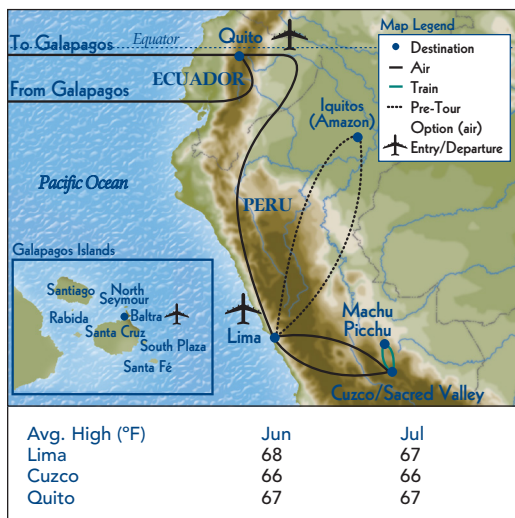 Map Legend
Destination
Air
Train
Pre-Tour
Option (air)
Entry/Departure
To Galapagos
Equator
Quito
ECUADOR
From Galapagos
Iquitos
(Amazon)
Pacific Ocean
PERU
Galapagos Islands
Santiago
North
Seymour
Baltra
Rabida
Santa Cruz
South Plaza
Santa Fé
Lima
Machu
Picchu
Cuzco/Sacred Valley
Avg. High (°F) Jun Jul
Lima 68 67
Cuzco 66 66
Quito 67 67